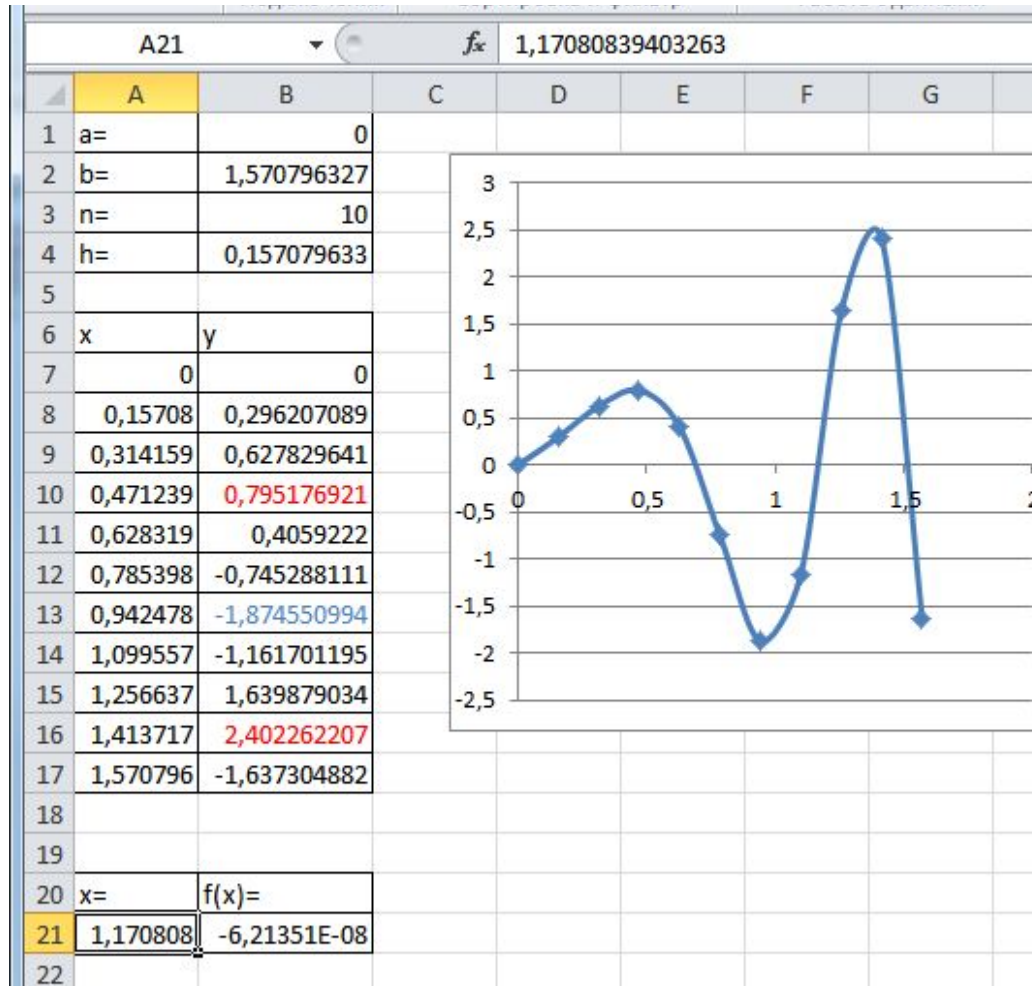 A21 fx 1,17080839403263
A B C D E F G
1 a= 0
2 b= 1,570796327
3 n= 10
4 h= 0,157079633
5
6 x y
7 0 0
8 0,15708 0,296207089
9 0,314159 0,627829641
10 0,471239 0,795176921
11 0,628319 0,4059222
12 0,785398 -0,745288111
13 0,942478 -1,874550994
14 1,099557 -1,161701195
15 1,256637 1,639879034
16 1,413717 2,402262207
17 1,570796 -1,637304882
18
19
20 x= f(x)=
21 1,170808 -6,21351E-08
22
3
2,5
2
1,5
1
0,5
0
-0,5
-1
-1,5
-2
-2,5
0 0,5 1 1,5